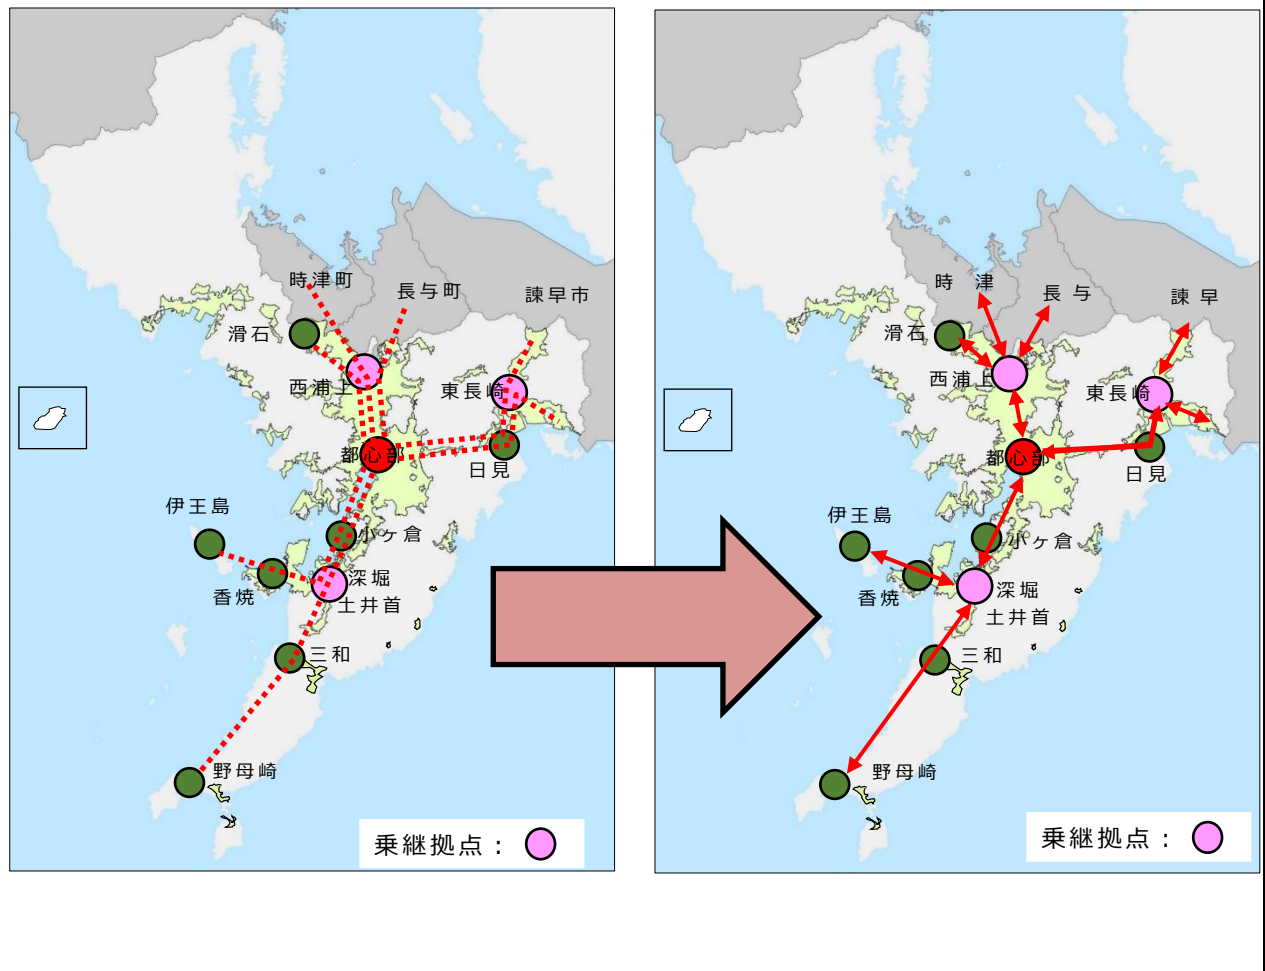 時津町
長与町
諫早市
滑石
西浦上
東長崎
都心部
日見
伊王島
小ヶ倉
深堀
香焼
土井首
三和
野母崎
乗継拠点：
時 津
長 与
諫 早
滑石
西浦上
東長崎
都心部
日見
伊王島
小ヶ倉
深堀
香焼
土井首
三和
野母崎
乗継拠点：